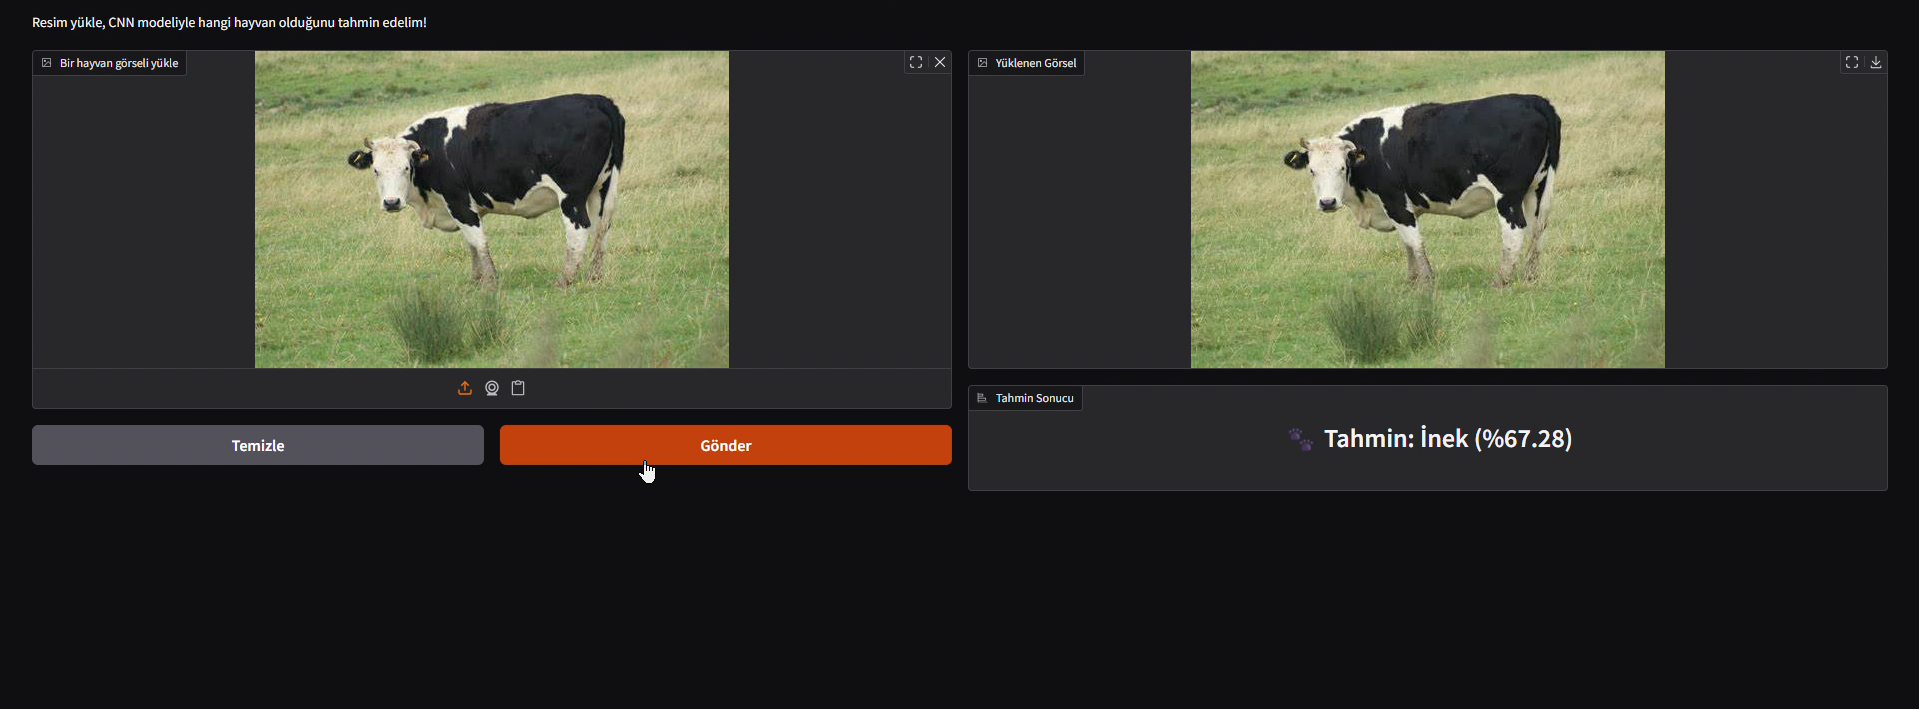 Resim yükle, CNN modeliyle hangi hayvan olduğunu tahmin edelim!
Bir hayvan görseli yükle
Temizle
Gönder
Yüklenen Görsel
Tahmin Sonucu
🐾 Tahmin: İnek (%67.28)